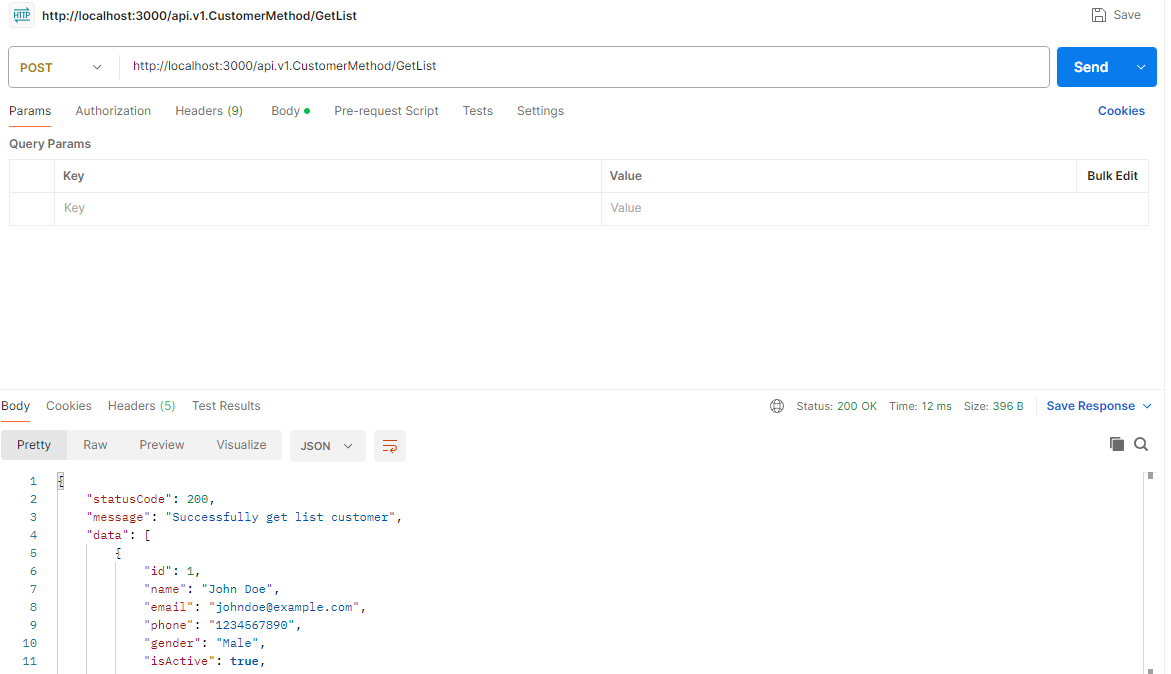 HTTP http://localhost:3000/api.v1.CustomerMethod/GetList Save
POST http://localhost:3000/api.v1.CustomerMethod/GetList Send
Params Authorization Headers (9) Body Pre-request Script Tests Settings Cookies
Query Params
Key Value Bulk Edit
Key Value
Body Cookies Headers (5) Test Results Status: 200 OK Time: 12 ms Size: 396 B Save Response
Pretty Raw Preview Visualize JSON
1 {
2 "statusCode": 200,
3 "message": "Successfully get list customer",
4 "data": [
5 {
6 "id": 1,
7 "name": "John Doe",
8 "email": "johndoe@example.com",
9 "phone": "1234567890",
10 "gender": "Male",
11 "isActive": true,